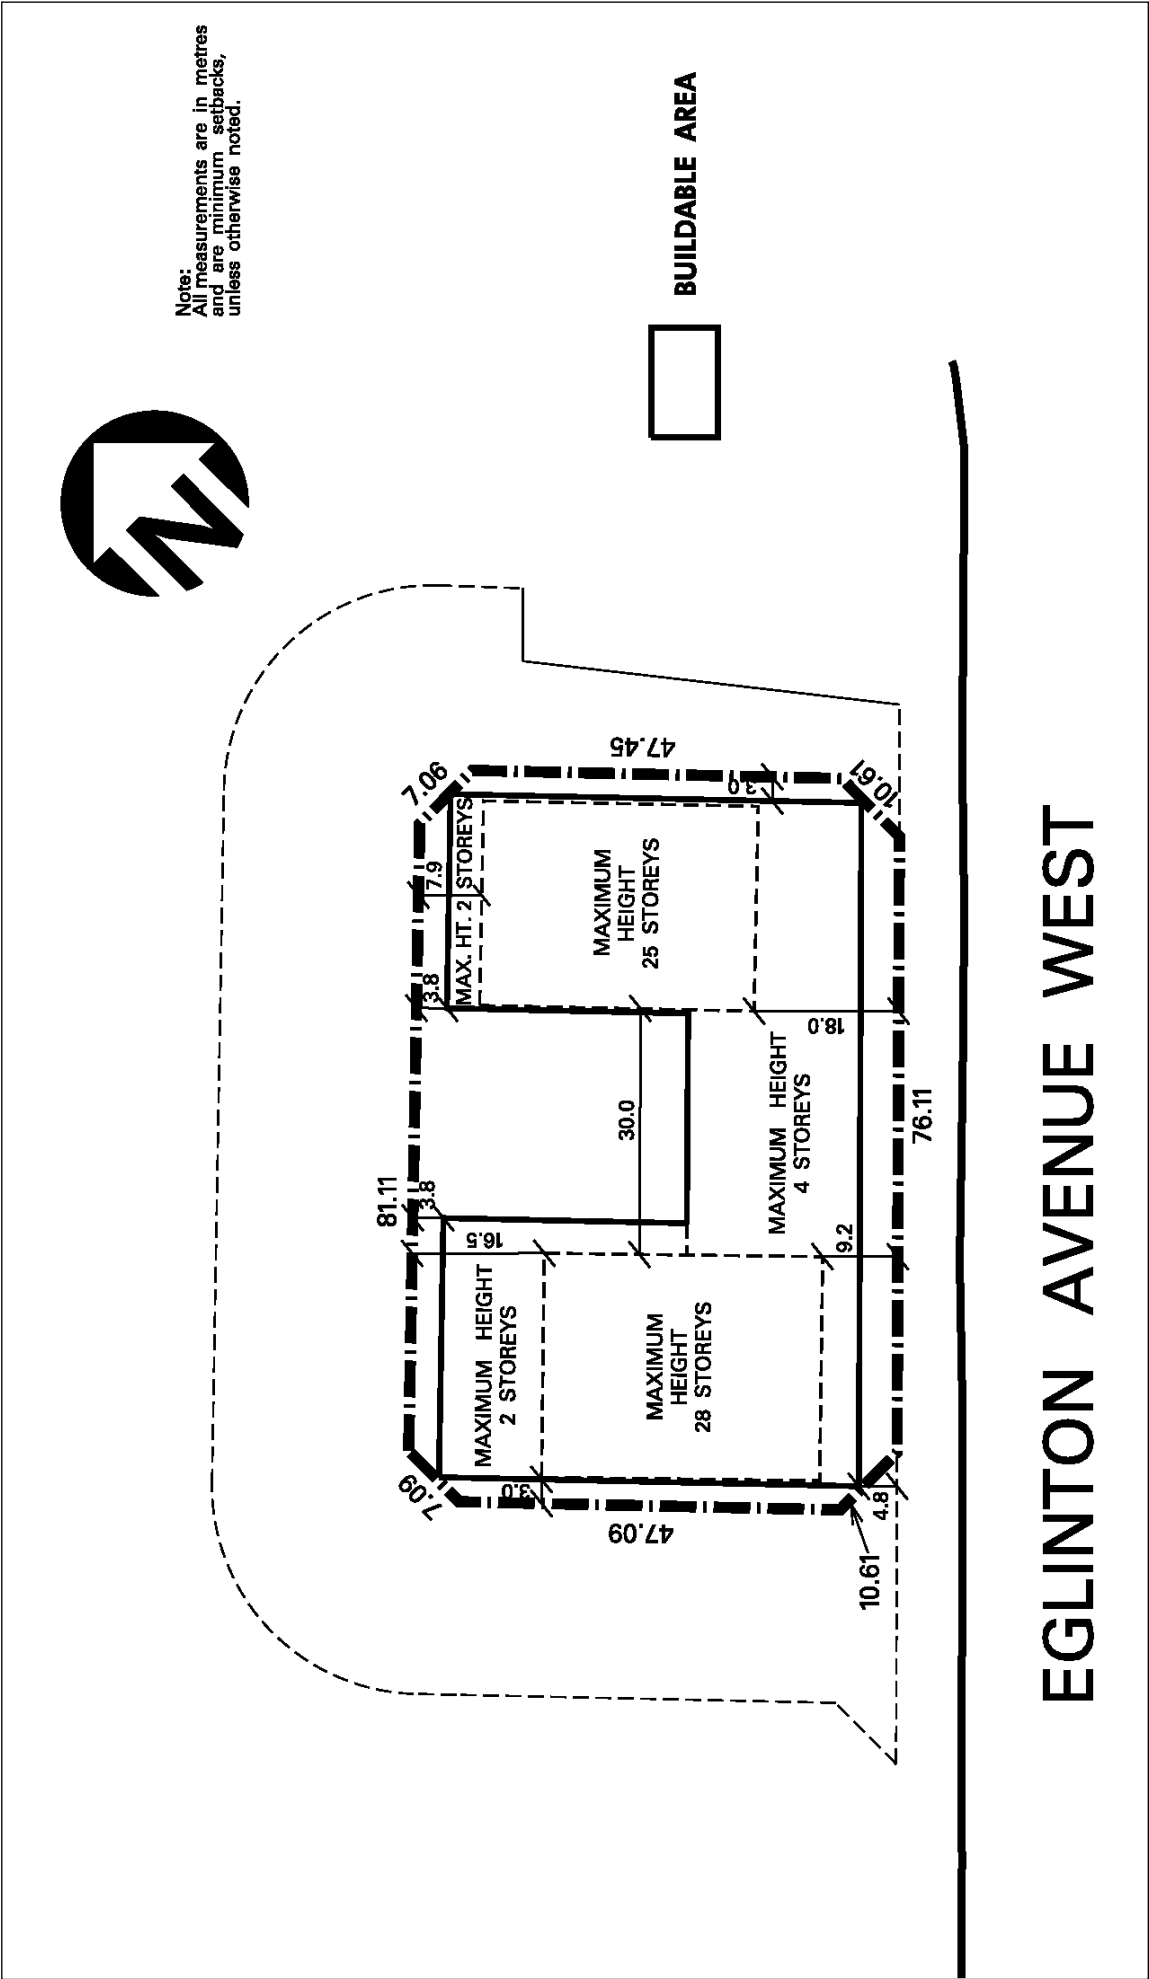 Note:
All measurements are in metres
and are minimum setbacks,
unless otherwise noted.
N
BUILDABLE AREA
81.11
7.09
7.06
3.8
3.8
7.9
16.5
MAXIMUM HEIGHT
2 STOREYS
MAX. HT. 2 STOREYS
3.0
47.09
30.0
47.45
3.0
MAXIMUM
HEIGHT
28 STOREYS
MAXIMUM
HEIGHT
25 STOREYS
MAXIMUM HEIGHT
4 STOREYS
9.2
18.0
10.61
4.8
10.61
76.11
EGLINTON AVENUE WEST